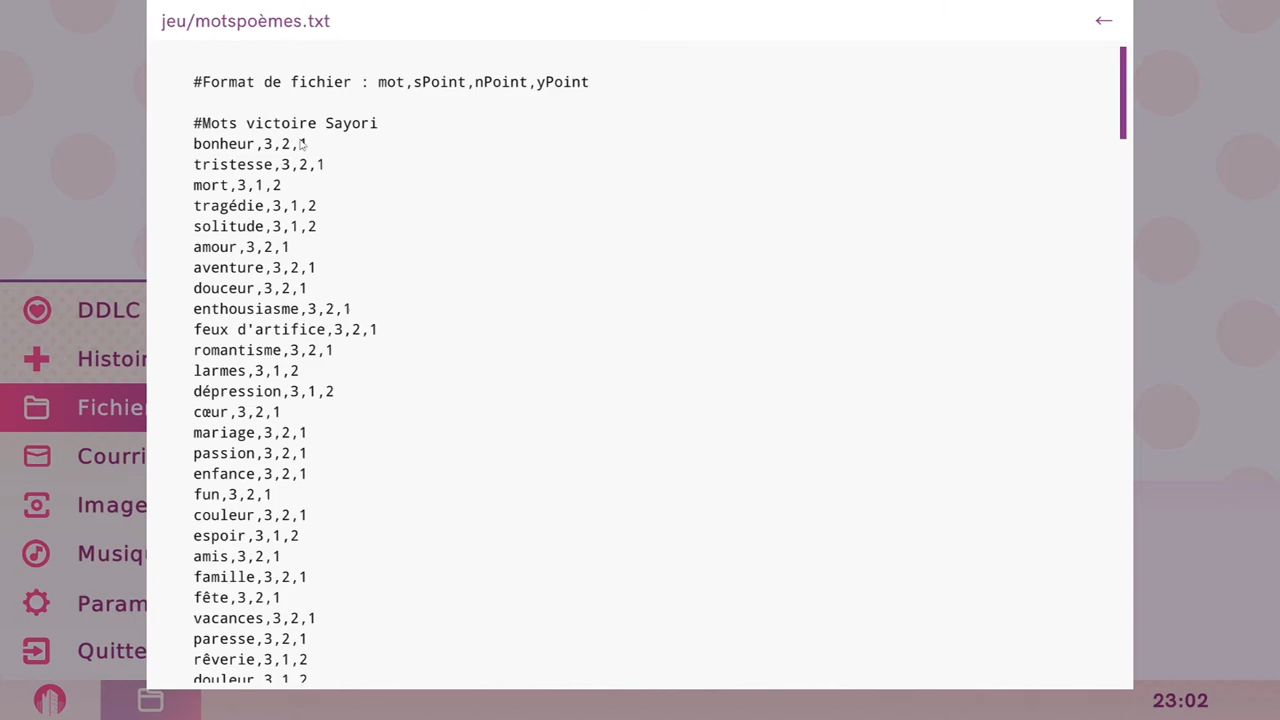 jeu/motspoèmes.txt
←
#Format de fichier : mot,sPoint,nPoint,yPoint
#Mots victoire Sayori
bonheur,3,2,
tristesse,3,2,1
mort,3,1,2
tragédie,3,1,2
solitude,3,1,2
amour,3,2,1
aventure,3,2,1
douceur,3,2,1
enthousiasme,3,2,1
feux d'artifice,3,2,1
romantisme,3,2,1
larmes,3,1,2
dépression,3,1,2
cœur,3,2,1
mariage,3,2,1
passion,3,2,1
enfance,3,2,1
fun,3,2,1
couleur,3,2,1
espoir,3,1,2
amis,3,2,1
famille,3,2,1
fête,3,2,1
vacances,3,2,1
paresse,3,2,1
rêverie,3,1,2
douleur,3,1,2
DDLC
Histoir
Fichie
Courri
Image
Musiq
Param
Quitte
23:02